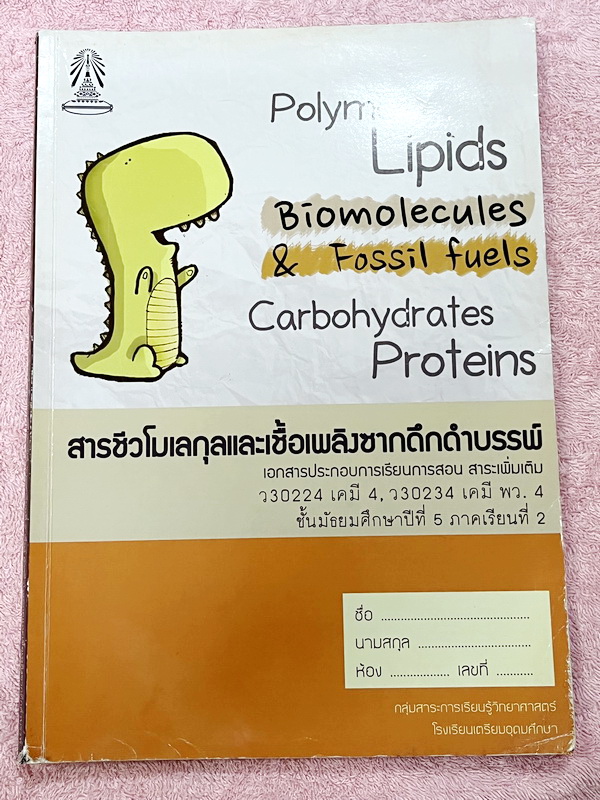 Polym
Lipids
Biomolecules
& Fossil fuels
Carbohydrates
Proteins
สารชีวโมเลกุลและเชื้อเพลิงซากดึกดำบรรพ์
เอกสารประกอบการเรียนการสอน สาระเพิ่มเติม
ว30224 เคมี 4, ว30234 เคมี พว. 4
ชั้นมัธยมศึกษาปีที่ 5 ภาคเรียนที่ 2
ชื่อ ............................................
นามสกุล ..................................
ห้อง .................. เลขที่ ...........
กลุ่มสาระการเรียนรู้วิทยาศาสตร์
โรงเรียนเตรียมอุดมศึกษา